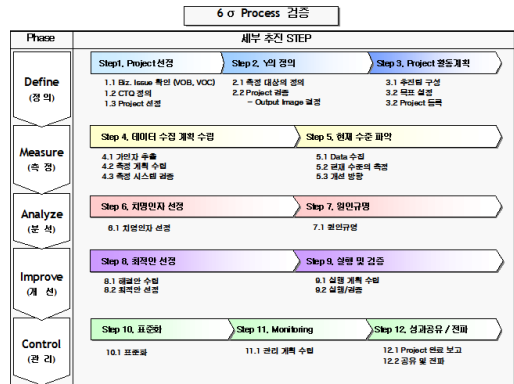 6 σ Process 검증
Phase 세부 추진 STEP
Define
(정 의)
Step1. Project선정
1.1 Biz. Issue 확인 (VOB, VOC)
1.2 CTQ 정의
1.3 Project 선정
Step 2. Y의 정의
2.1 측정 대상의 정의
2.2 Project 검증
- Output Image 결정
Step 3. Project 활동계획
3.1 추진팀 구성
3.2 목표 설정
3.2 Project 등록
Measure
(측 정)
Step 4. 데이터 수집 계획 수립
4.1 가인자 추출
4.2 측정 계획 수립
4.3 측정 시스템 검증
Step 5. 현재 수준 파악
5.1 Data 수집
5.2 현재 수준의 측정
5.3 개선 방향
Analyze
(분 석)
Step 6. 치명인자 선정
6.1 치명인자 선정
Step 7. 원인규명
7.1 원인규명
Improve
(개 선)
Step 8. 최적안 선정
8.1 해결안 수립
8.2 최적안 선정
Step 9. 실행 및 검증
9.1 실행 계획 수립
9.2 실행/검증
Control
(관 리)
Step 10. 표준화
10.1 표준화
Step 11. Monitoring
11.1 관리 계획 수립
Step 12. 성과공유 / 전파
12.1 Project 완료 보고
12.2 공유 및 전파